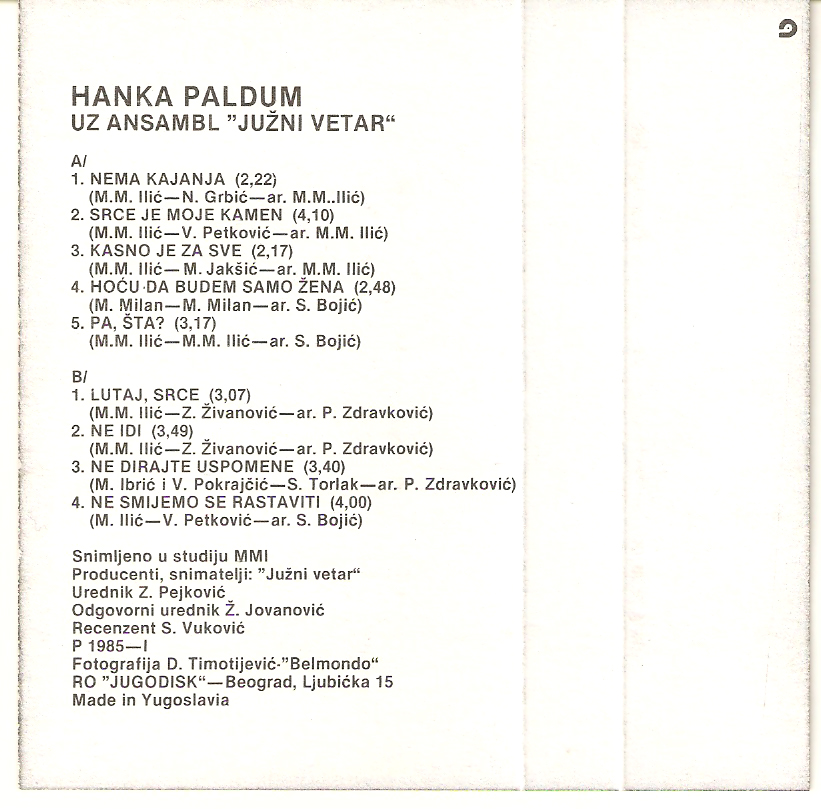 HANKA PALDUM
UZ ANSAMBL ”JUŽNI VETAR“
A/
1. NEMA KAJANJA (2,22)
(M.M. Ilić—N. Grbić—ar. M.M..Ilić)
2. SRCE JE MOJE KAMEN (4,10)
(M.M. Ilić—V. Petković—ar. M.M. Ilić)
3. KASNO JE ZA SVE (2,17)
(M.M. Ilić—M. Jakšić—ar. M.M. Ilić)
4. HOĆU DA BUDEM SAMO ŽENA (2,48)
(M. Milan—M. Milan—ar. S. Bojić)
5. PA, ŠTA? (3,17)
(M.M. Ilić—M.M. Ilić—ar. S. Bojić)
B/
1. LUTAJ, SRCE (3,07)
(M.M. Ilić—Z. Živanović—ar. P. Zdravković)
2. NE IDI (3,49)
(M.M. Ilić—Z. Živanović—ar. P. Zdravković)
3. NE DIRAJTE USPOMENE (3,40)
(M. Ibrić i V. Pokrajčić—S. Torlak—ar. P. Zdravković)
4. NE SMIJEMO SE RASTAVITI (4,00)
(M. Ilić—V. Petković—ar. S. Bojić)
Snimljeno u studiju MMI
Producenti, snimatelji: ”Južni vetar“
Urednik Z. Pejković
Odgovorni urednik Ž. Jovanović
Recenzent S. Vuković
P 1985—I
Fotografija D. Timotijević-”Belmondo“
RO ”JUGODISK“—Beograd, Ljubićka 15
Made in Yugoslavia